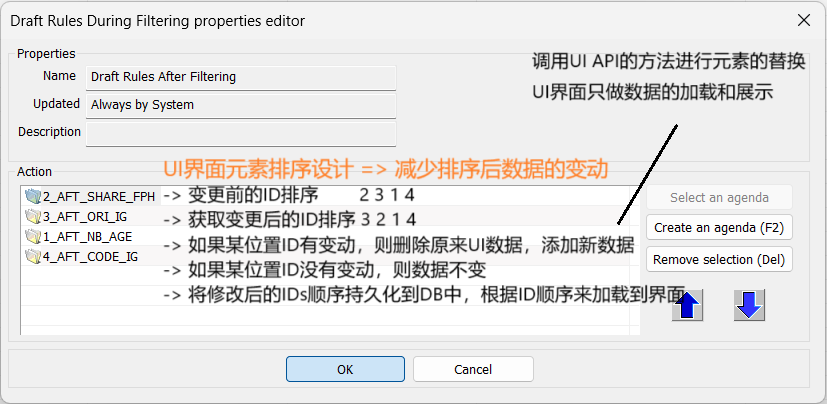 Draft Rules During Filtering properties editor
Properties
Name
Draft Rules After Filtering
Updated
Always by System
Description
调用UI API的方法进行元素的替换
UI界面只做数据的加载和展示
UI界面元素排序设计 => 减少排序后数据的变动
Action
2_AFT_SHARE_FPH
-> 变更前的ID排序 2 3 1 4
3_AFT_ORI_IG
-> 获取变更后的ID排序 3 2 1 4
1_AFT_NB_AGE
-> 如果某位置ID有变动，则删除原来UI数据，添加新数据
4_AFT_CODE_IG
-> 如果某位置ID没有变动，则数据不变
-> 将修改后的IDs顺序持久化到DB中，根据ID顺序来加载到界面
Select an agenda
Create an agenda (F2)
Remove selection (Del)
OK
Cancel